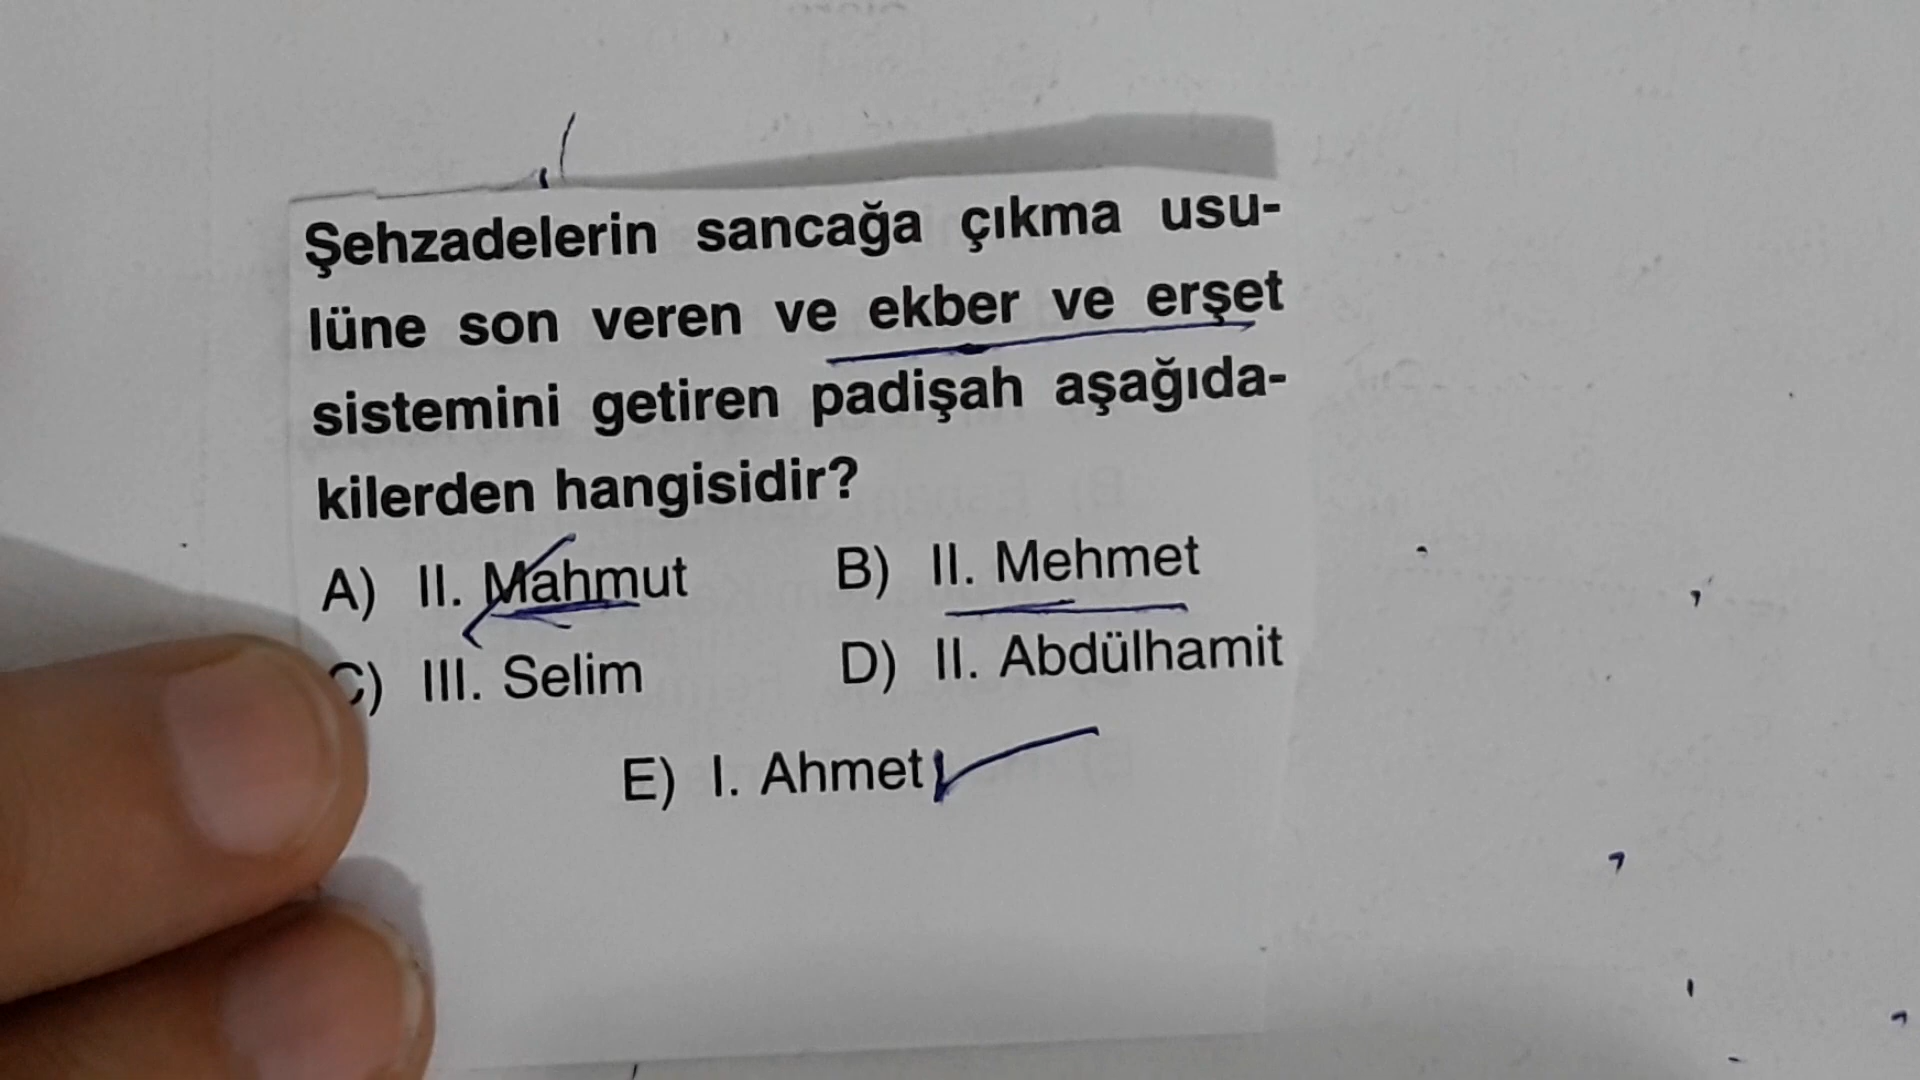 Şehzadelerin sancağa çıkma usu-
lüne son veren ve ekber ve erşet
sistemini getiren padişah aşağıda-
kilerden hangisidir?
A) II. Mahmut B) II. Mehmet
C) III. Selim D) II. Abdülhamit
E) I. Ahmet